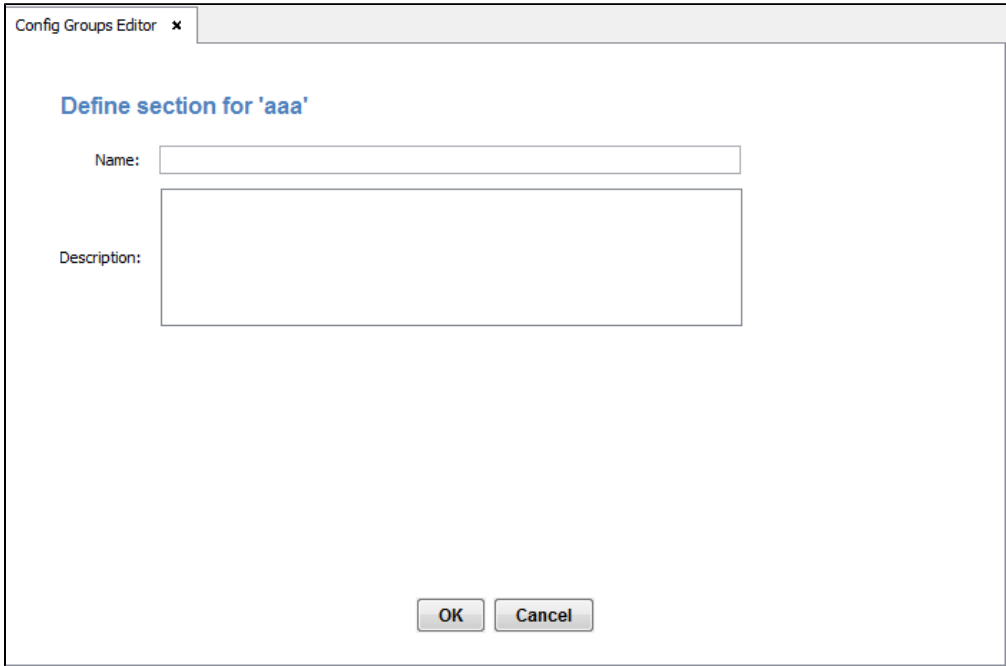 Config Groups Editor
Define section for 'aaa'
Name:
Description:
OK Cancel